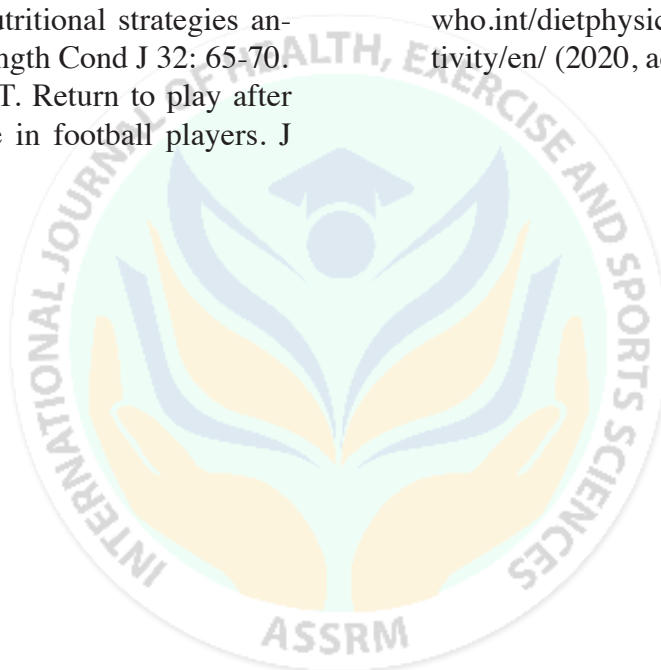 utritional strategies an-
ngth Cond J 32: 65-70.
T. Return to play after
e in football players. J
who.int/dietphysic
tivity/en/ (2020, a
INTERNATIONAL JOURNAL OF HEALTH, EXERCISE AND SPORTS SCIENCES
ASSRM